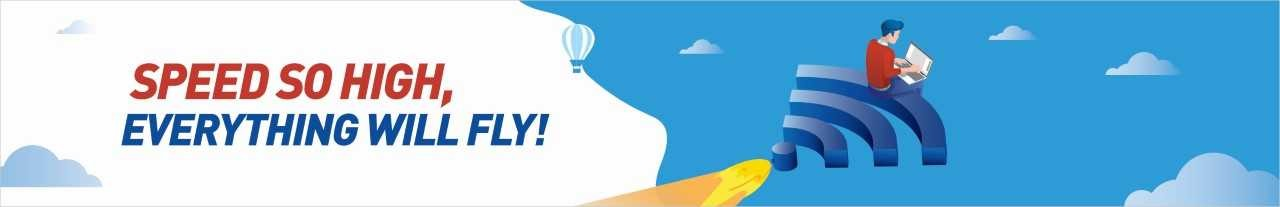 SPEED SO HIGH,
EVERYTHING WILL FLY!